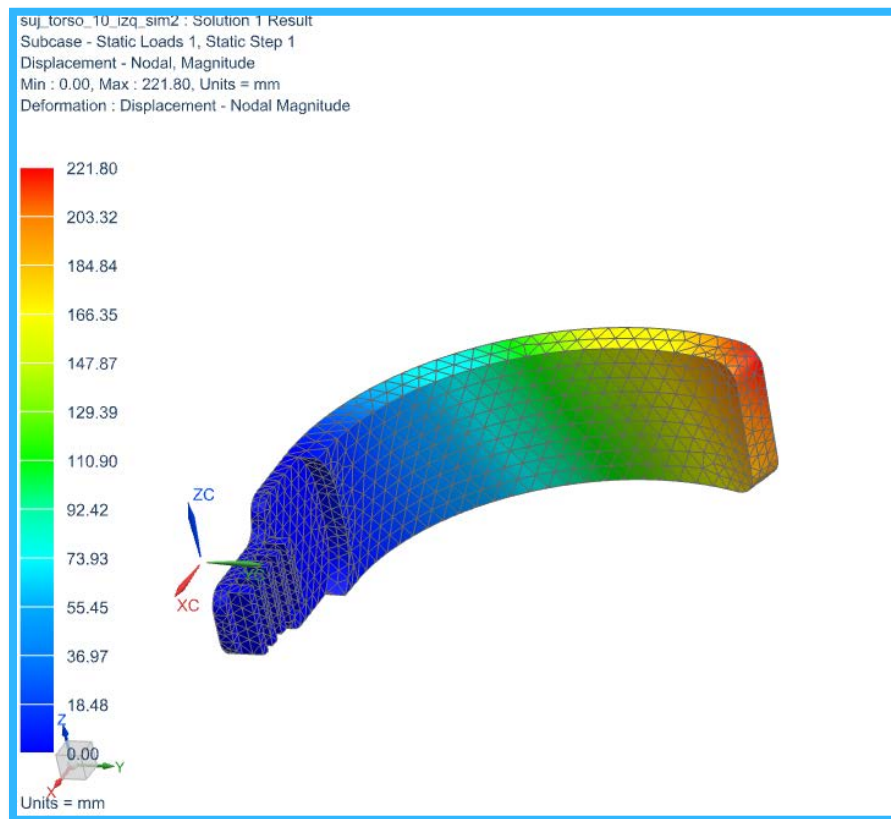 suj_torso_10_izq_sim2 : Solution 1 Result
Subcase - Static Loads 1, Static Step 1
Displacement - Nodal, Magnitude
Min : 0.00, Max : 221.80, Units = mm
Deformation : Displacement - Nodal Magnitude
221.80
203.32
184.84
166.35
147.87
129.39
110.90
92.42
73.93
55.45
36.97
18.48
0.00
ZC
XC
Z
Y
X
Units = mm